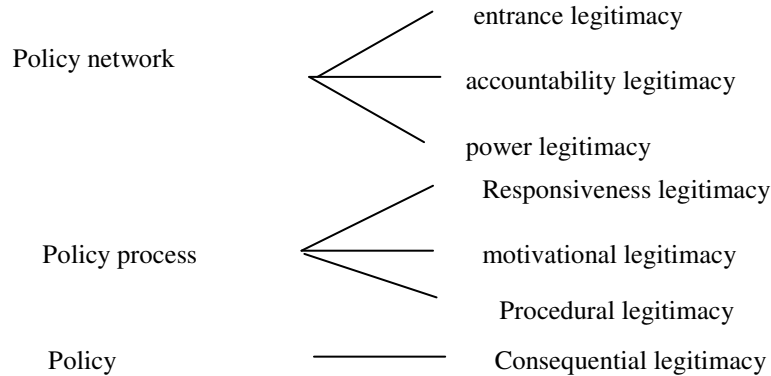 entrance legitimacy
Policy network
accountability legitimacy
power legitimacy
Responsiveness legitimacy
Policy process
motivational legitimacy
Procedural legitimacy
Policy
Consequential legitimacy